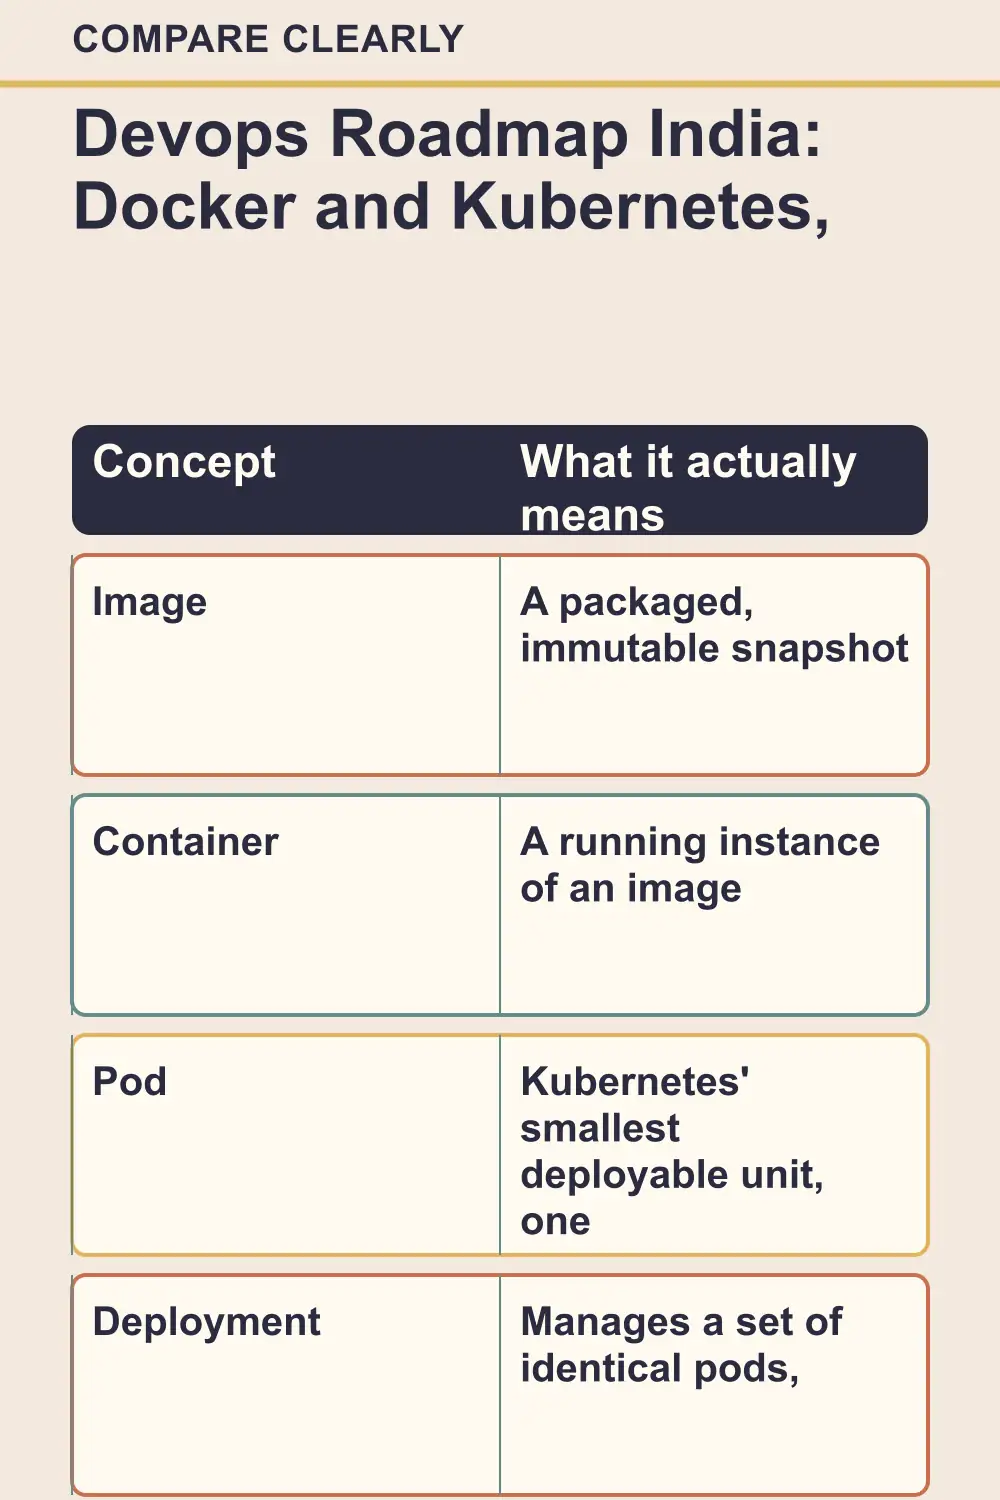 COMPARE CLEARLY
Devops Roadmap India:
Docker and Kubernetes,
Concept
What it actually
means
Image
A packaged,
immutable snapshot
Container
A running instance
of an image
Pod
Kubernetes'
smallest
deployable unit,
one
Deployment
Manages a set of
identical pods,